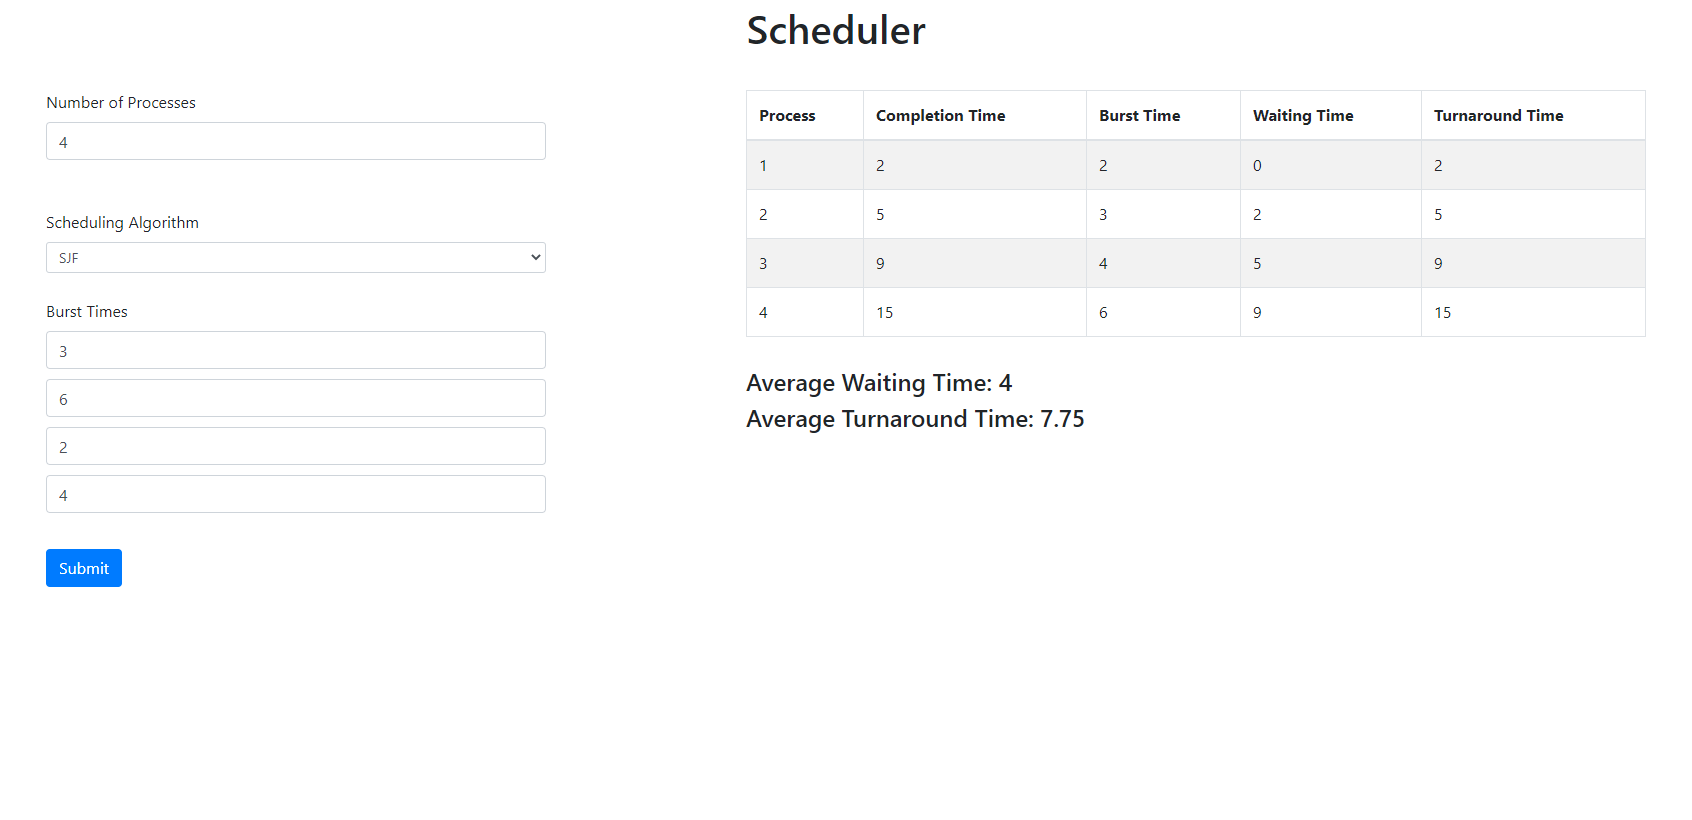 Scheduler
Number of Processes
4
Scheduling Algorithm
SJF
Burst Times
3
6
2
4
Submit
Process Completion Time Burst Time Waiting Time Turnaround Time
1 2 2 0 2
2 5 3 2 5
3 9 4 5 9
4 15 6 9 15
Average Waiting Time: 4
Average Turnaround Time: 7.75